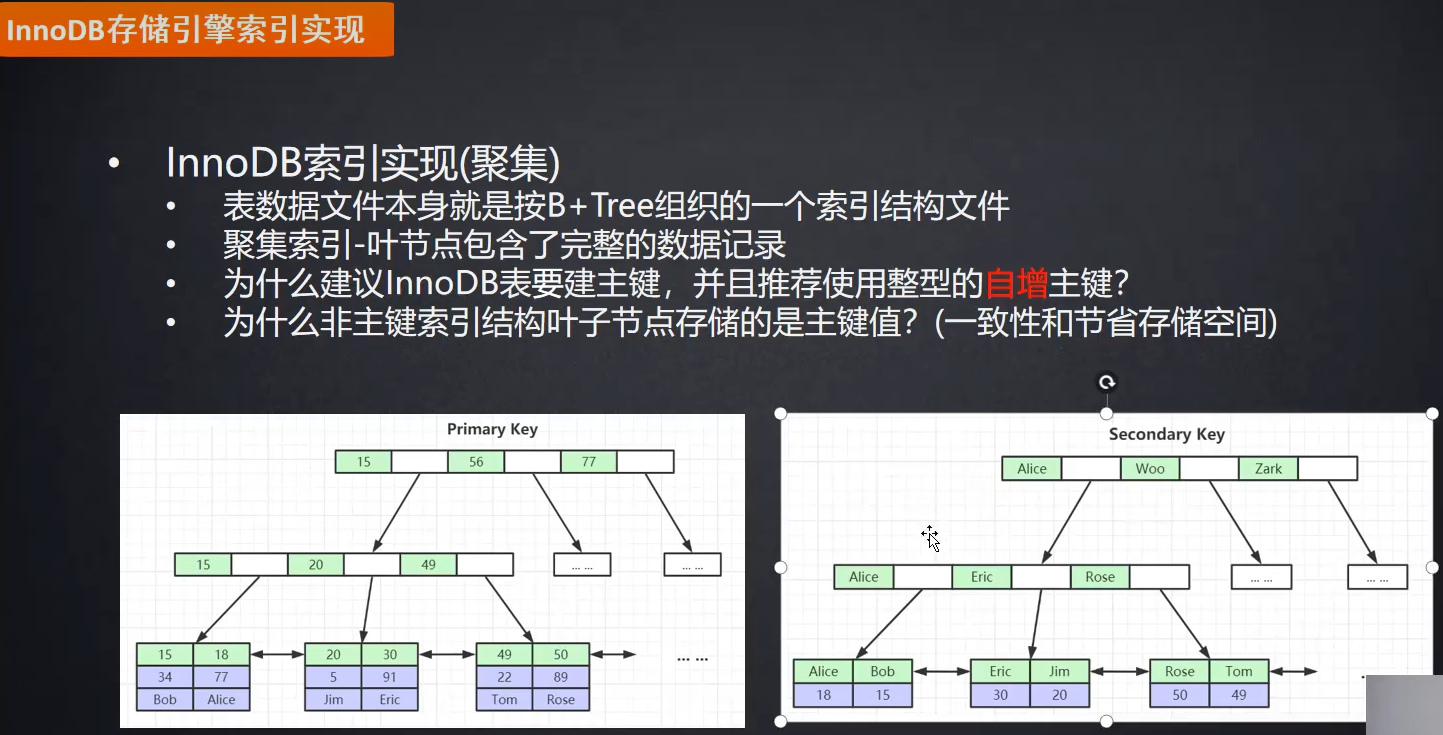 InnoDB存储引擎索引实现
• InnoDB索引实现(聚集)
• 表数据文件本身就是按B+Tree组织的一个索引结构文件
• 聚集索引-叶节点包含了完整的数据记录
• 为什么建议InnoDB表要建主键，并且推荐使用整型的自增主键？
• 为什么非主键索引结构叶子节点存储的是主键值？(一致性和节省存储空间)
Primary Key
15 56 77
15 20 49 ... ... ... ...
15 18 20 30 49 50 ... ...
34 77 5 91 22 89
Bob Alice Jim Eric Tom Rose
Secondary Key
Alice Woo Zark
Alice Eric Rose ... ... ... ...
Alice Bob Eric Jim Rose Tom
18 15 30 20 50 49